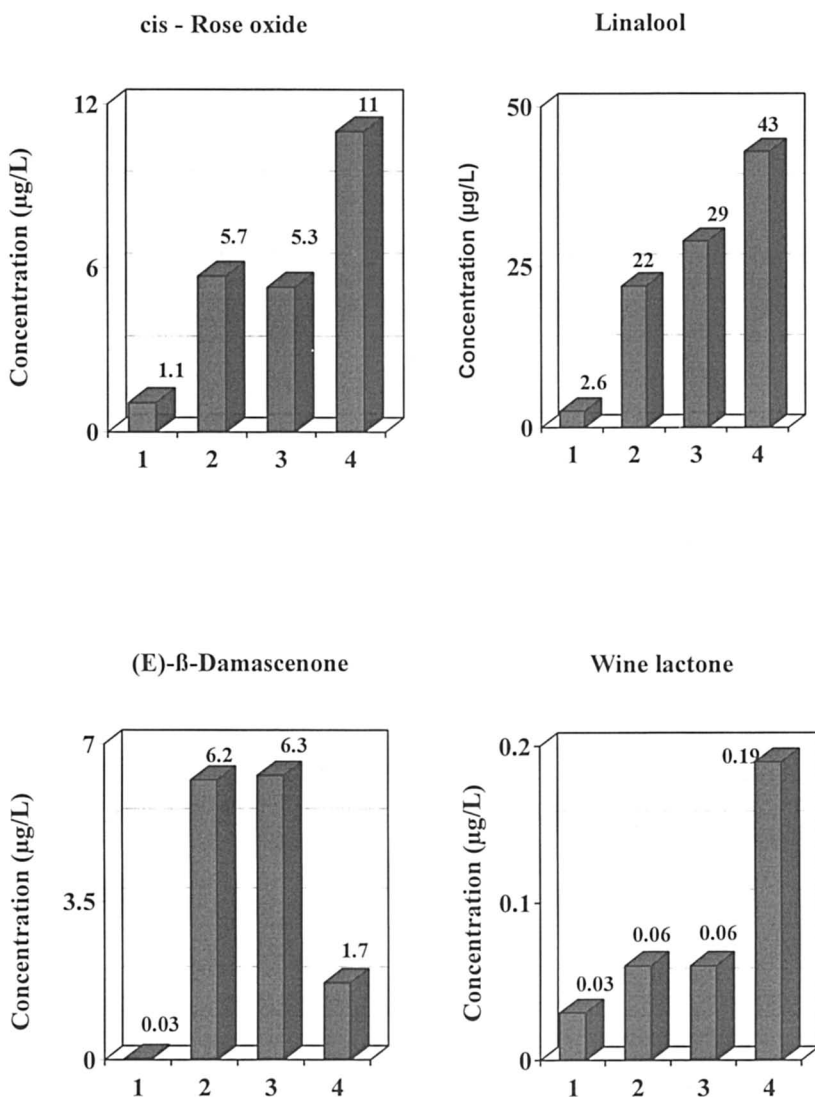 cis - Rose oxide
Concentration (µg/L)
12
6
0
1.1
5.7
5.3
11
1 2 3 4
Linalool
Concentration (µg/L)
50
25
0
2.6
22
29
43
1 2 3 4
(E)-ß-Damascenone
Concentration (µg/L)
7
3.5
0
0.03
6.2
6.3
1.7
1 2 3 4
Wine lactone
Concentration (µg/L)
0.2
0.1
0
0.03
0.06
0.06
0.19
1 2 3 4